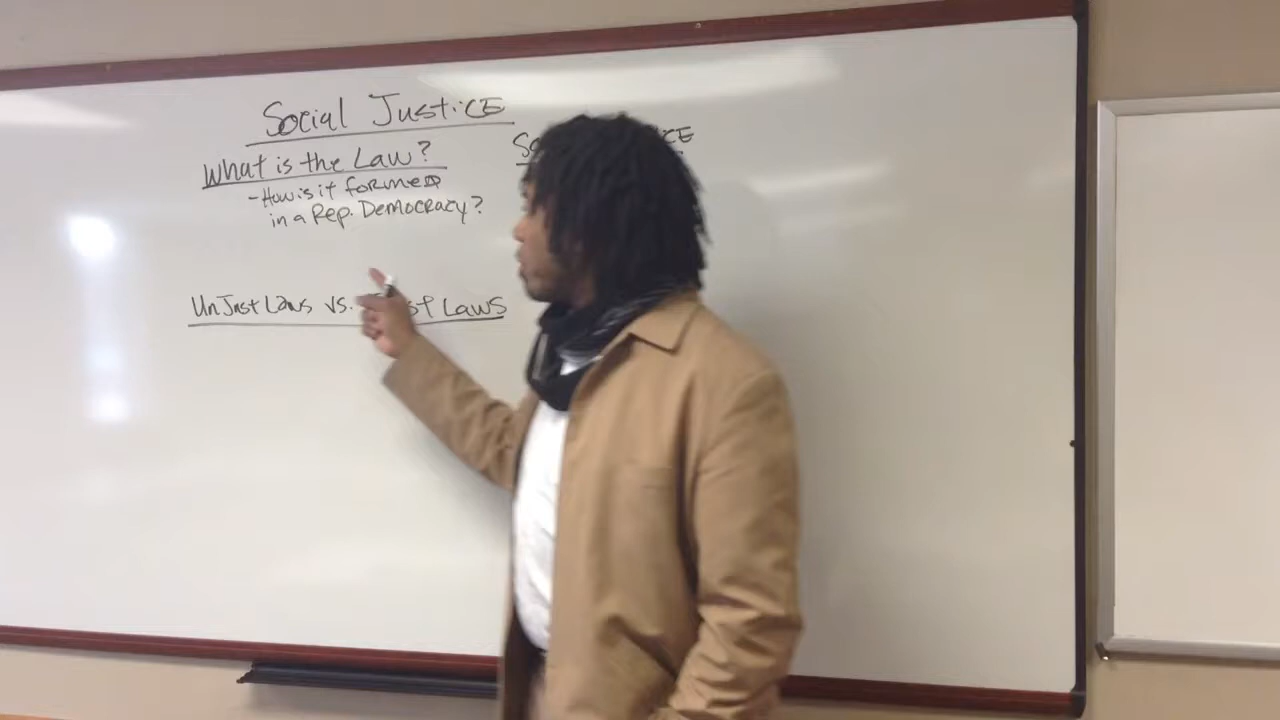 Social Justice
What is the Law?
- How is it formed
in a Rep. Democracy?
UnJust Laws vs. Laws